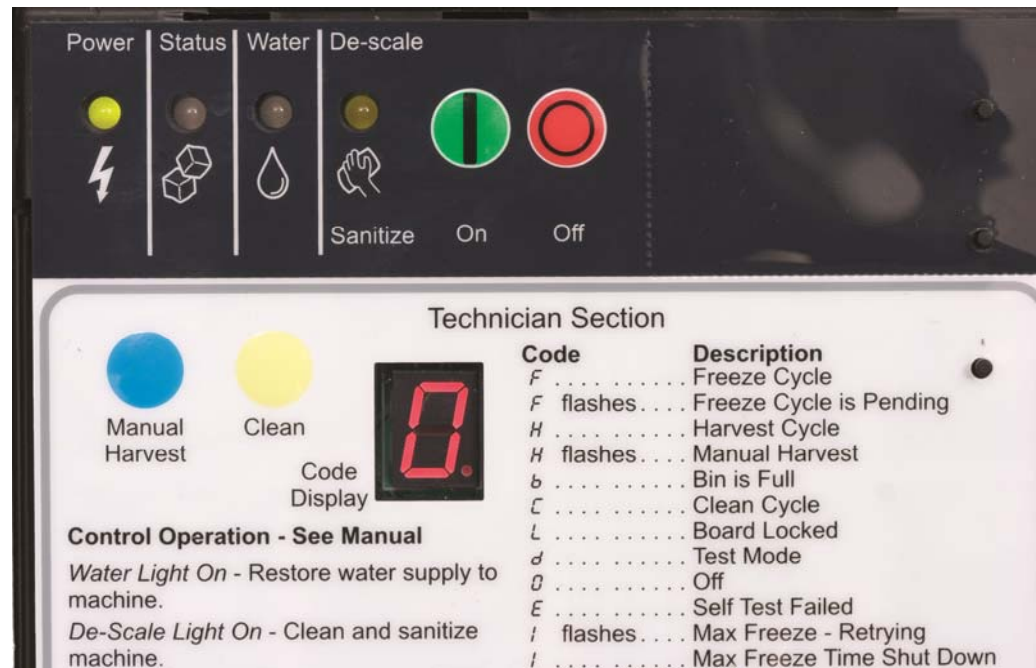 Power Status Water De-scale
Sanitize On Off
Technician Section
Manual
Harvest
Clean
Code
Display
0
Code Description
F . . . . . . . . . . . Freeze Cycle
F flashes . . . . Freeze Cycle is Pending
H . . . . . . . . . . . Harvest Cycle
H flashes . . . . Manual Harvest
b . . . . . . . . . . . Bin is Full
C . . . . . . . . . . . Clean Cycle
L . . . . . . . . . . . Board Locked
d . . . . . . . . . . . Test Mode
0 . . . . . . . . . . . Off
E . . . . . . . . . . . Self Test Failed
1 flashes . . . . Max Freeze - Retrying
1 . . . . . . . . . . . Max Freeze Time Shut Down
Control Operation - See Manual
Water Light On - Restore water supply to
machine.
De-Scale Light On - Clean and sanitize
machine.